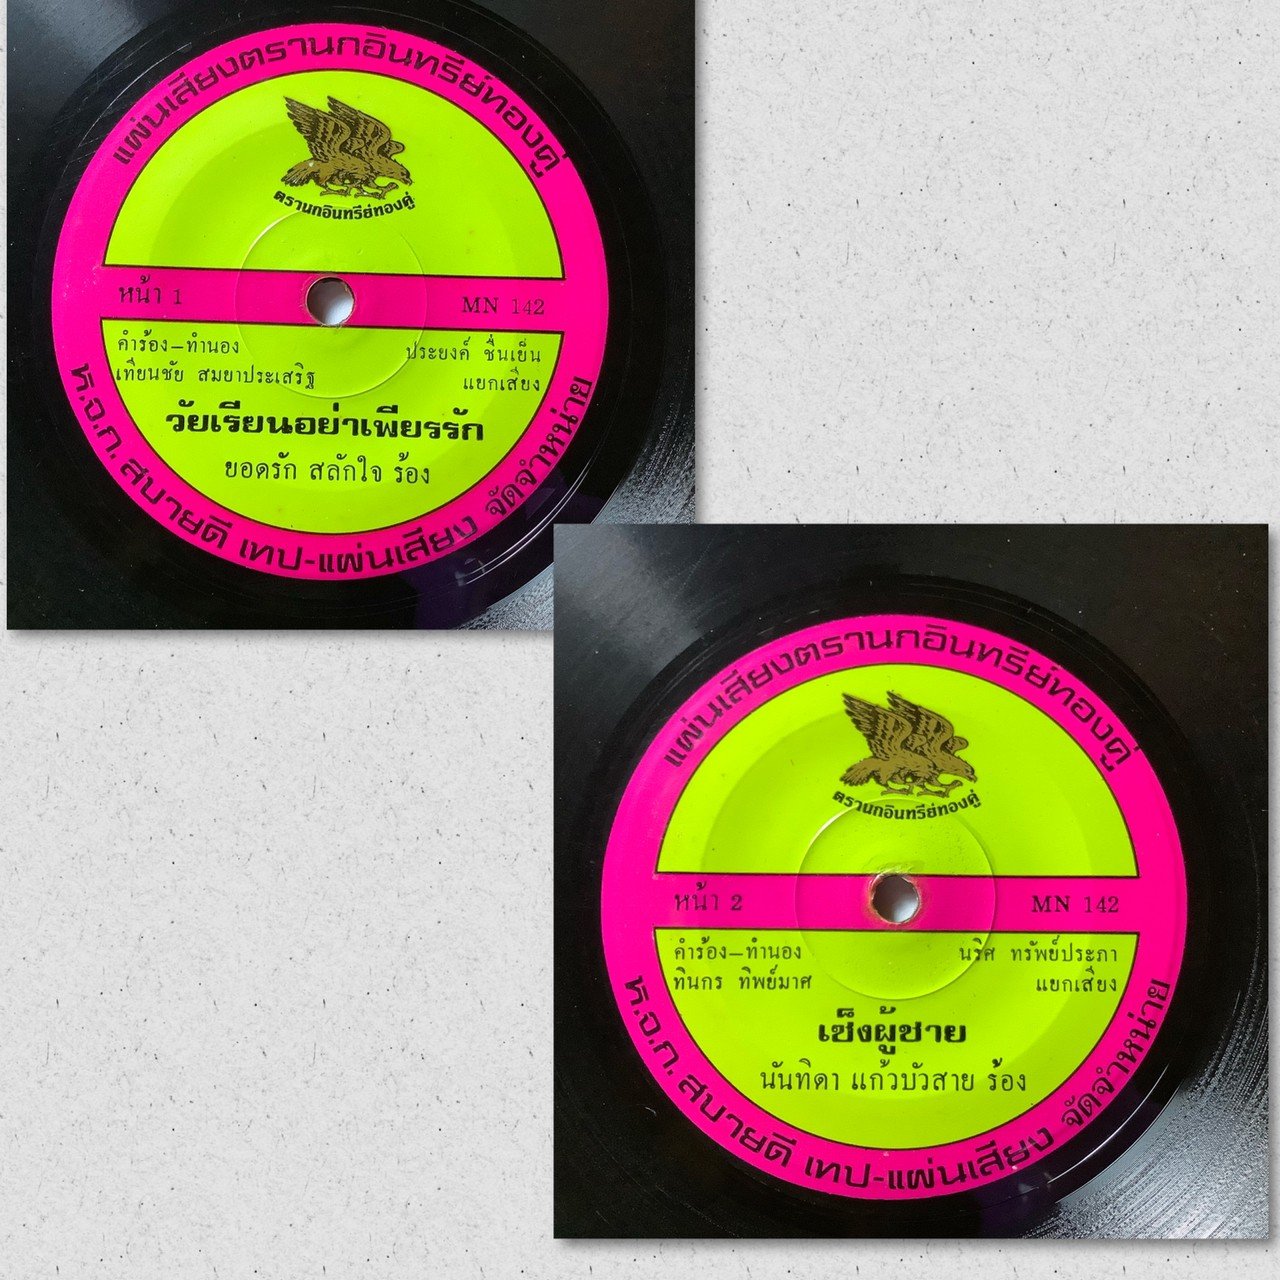 แผ่นเสียงตรานกอินทรีย์ทองคู่
ตรานกอินทรีย์ทองคู่
หน้า 1 MN 142
คำร้อง–ทำนอง ประยงค์ ชื่นเย็น
เทียนชัย สมยาประเสริฐ แยกเสียง
วัยเรียนอย่าเพียรรัก
ยอดรัก สลักใจ ร้อง
ห.จ.ก. สบายดี เทป-แผ่นเสียง จัดจำหน่าย
แผ่นเสียงตรานกอินทรีย์ทองคู่
ตรานกอินทรีย์ทองคู่
หน้า 2 MN 142
คำร้อง–ทำนอง นริศ ทรัพย์ประภา
ทินกร ทิพย์มาศ แยกเสียง
เซ็งผู้ชาย
นันทิดา แก้วบัวสาย ร้อง
ห.จ.ก. สบายดี เทป-แผ่นเสียง จัดจำหน่าย